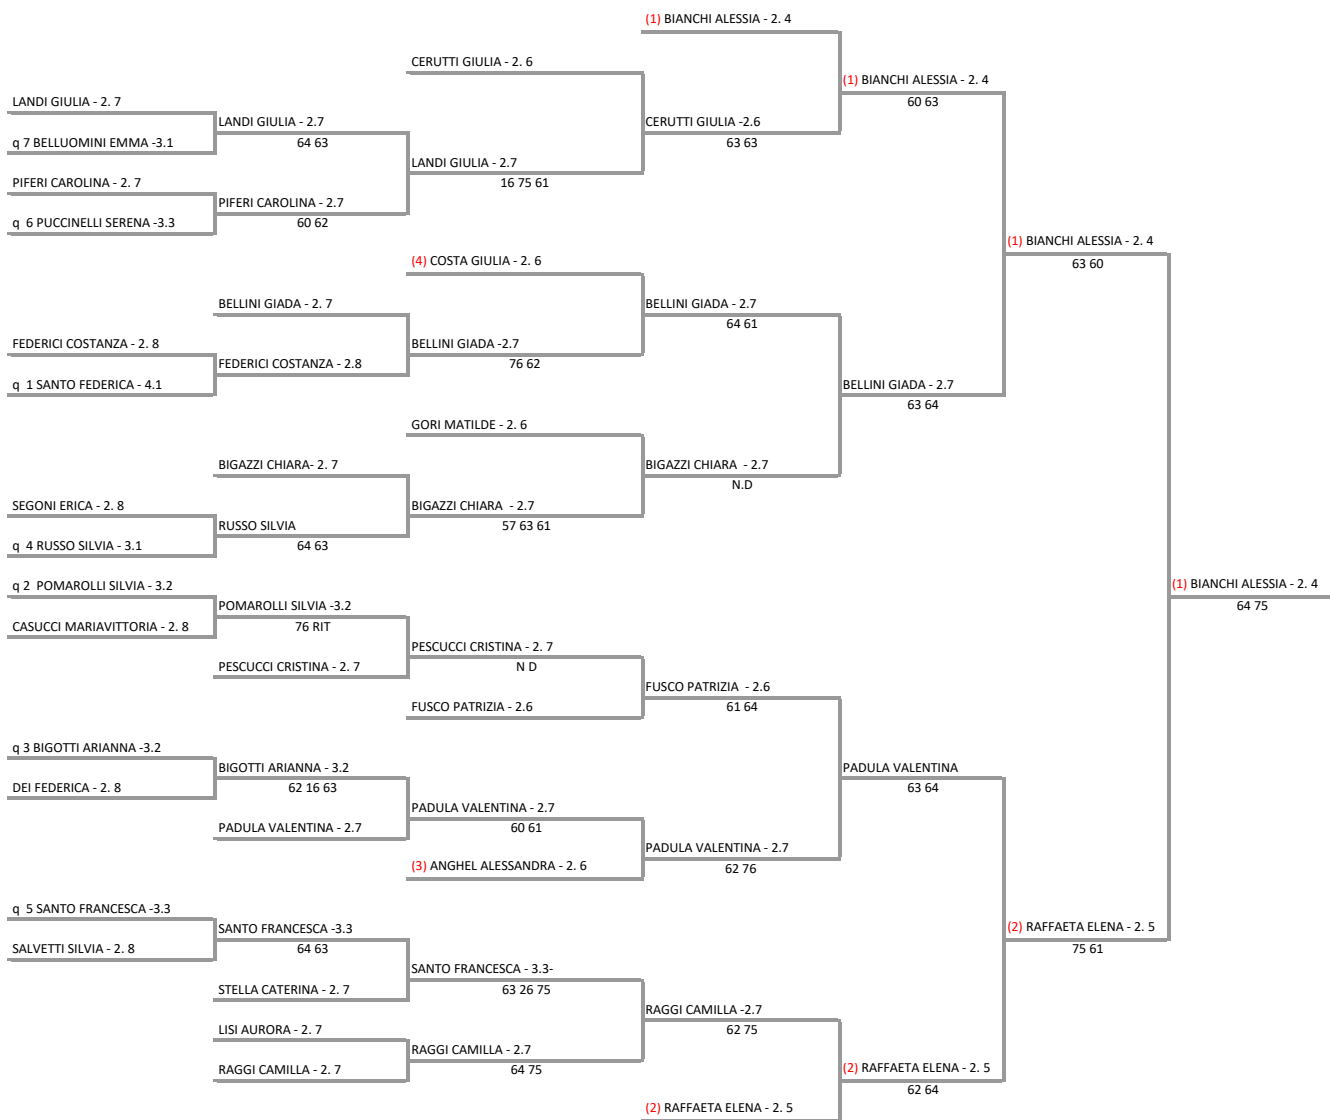 (1) BIANCHI ALESSIA - 2. 4
CERUTTI GIULIA - 2. 6
(1) BIANCHI ALESSIA - 2. 4
60 63
LANDI GIULIA - 2. 7
LANDI GIULIA - 2.7
CERUTTI GIULIA -2.6
q 7 BELLUOMINI EMMA -3.1
64 63
63 63
LANDI GIULIA - 2.7
PIFERI CAROLINA - 2. 7
16 75 61
PIFERI CAROLINA - 2.7
q 6 PUCCINELLI SERENA -3.3
60 62
(1) BIANCHI ALESSIA - 2. 4
(4) COSTA GIULIA - 2. 6
63 60
BELLINI GIADA - 2. 7
BELLINI GIADA - 2.7
64 61
FEDERICI COSTANZA - 2. 8
BELLINI GIADA -2.7
FEDERICI COSTANZA - 2.8
76 62
q 1 SANTO FEDERICA - 4.1
BELLINI GIADA - 2.7
63 64
GORI MATILDE - 2. 6
BIGAZZI CHIARA- 2. 7
BIGAZZI CHIARA - 2.7
N.D
SEGONI ERICA - 2. 8
BIGAZZI CHIARA - 2.7
RUSSO SILVIA
57 63 61
q 4 RUSSO SILVIA - 3.1
64 63
q 2 POMAROLLI SILVIA - 3.2
(1) BIANCHI ALESSIA - 2. 4
POMAROLLI SILVIA -3.2
64 75
CASUCCI MARIAVITTORIA - 2. 8
76 RIT
PESCUCCI CRISTINA - 2. 7
PESCUCCI CRISTINA - 2. 7
N D
FUSCO PATRIZIA - 2.6
FUSCO PATRIZIA - 2.6
61 64
q 3 BIGOTTI ARIANNA -3.2
BIGOTTI ARIANNA - 3.2
PADULA VALENTINA
DEI FEDERICA - 2. 8
62 16 63
63 64
PADULA VALENTINA - 2.7
PADULA VALENTINA - 2.7
60 61
PADULA VALENTINA - 2.7
(3) ANGHEL ALESSANDRA - 2. 6
62 76
q 5 SANTO FRANCESCA -3.3
SANTO FRANCESCA -3.3
(2) RAFFAETA ELENA - 2. 5
SALVETTI SILVIA - 2. 8
64 63
75 61
SANTO FRANCESCA - 3.3-
STELLA CATERINA - 2. 7
63 26 75
RAGGI CAMILLA -2.7
LISI AURORA - 2. 7
62 75
RAGGI CAMILLA - 2.7
RAGGI CAMILLA - 2. 7
64 75
(2) RAFFAETA ELENA - 2. 5
62 64
(2) RAFFAETA ELENA - 2. 5